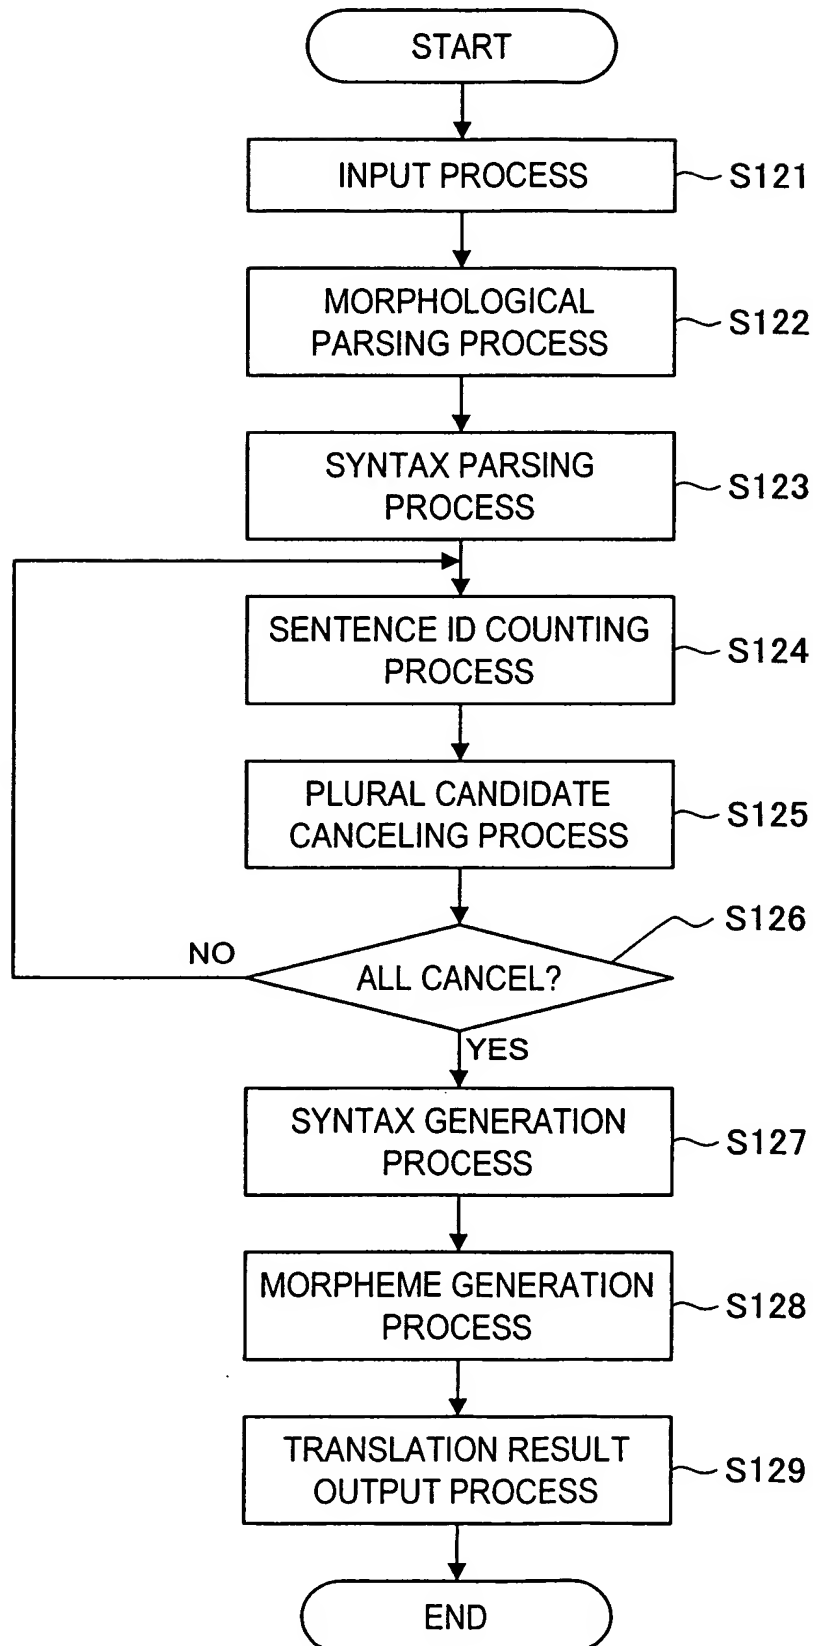 START
INPUT PROCESS
S121
MORPHOLOGICAL
PARSING PROCESS
S122
SYNTAX PARSING
PROCESS
S123
SENTENCE ID COUNTING
PROCESS
S124
PLURAL CANDIDATE
CANCELING PROCESS
S125
S126
NO
ALL CANCEL?
YES
SYNTAX GENERATION
PROCESS
S127
MORPHEME GENERATION
PROCESS
S128
TRANSLATION RESULT
OUTPUT PROCESS
S129
END